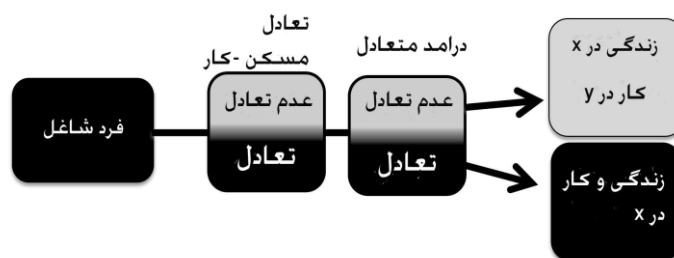 تعادل
مسکن -کار
درامد متعادل
زندگی در x
کار در y
فرد شاغل
عدم تعادل
تعادل
عدم تعادل
تعادل
زندگی و کار
در x